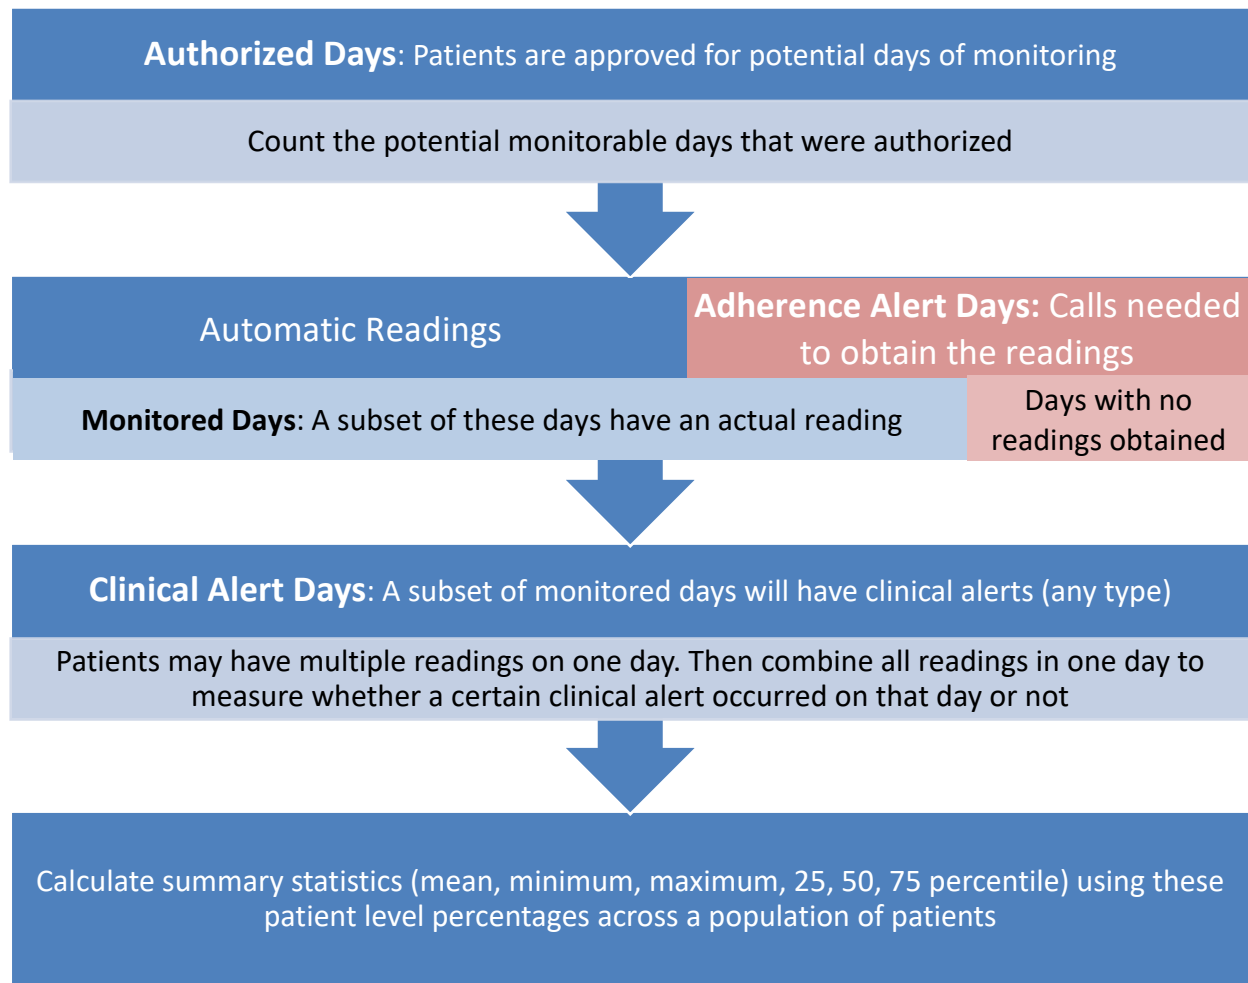 Authorized Days: Patients are approved for potential days of monitoring
Count the potential monitorable days that were authorized
Automatic Readings
Adherence Alert Days: Calls needed
to obtain the readings
Monitored Days: A subset of these days have an actual reading
Days with no
readings obtained
Clinical Alert Days: A subset of monitored days will have clinical alerts (any type)
Patients may have multiple readings on one day. Then combine all readings in one day to
measure whether a certain clinical alert occurred on that day or not
Calculate summary statistics (mean, minimum, maximum, 25, 50, 75 percentile) using these
patient level percentages across a population of patients